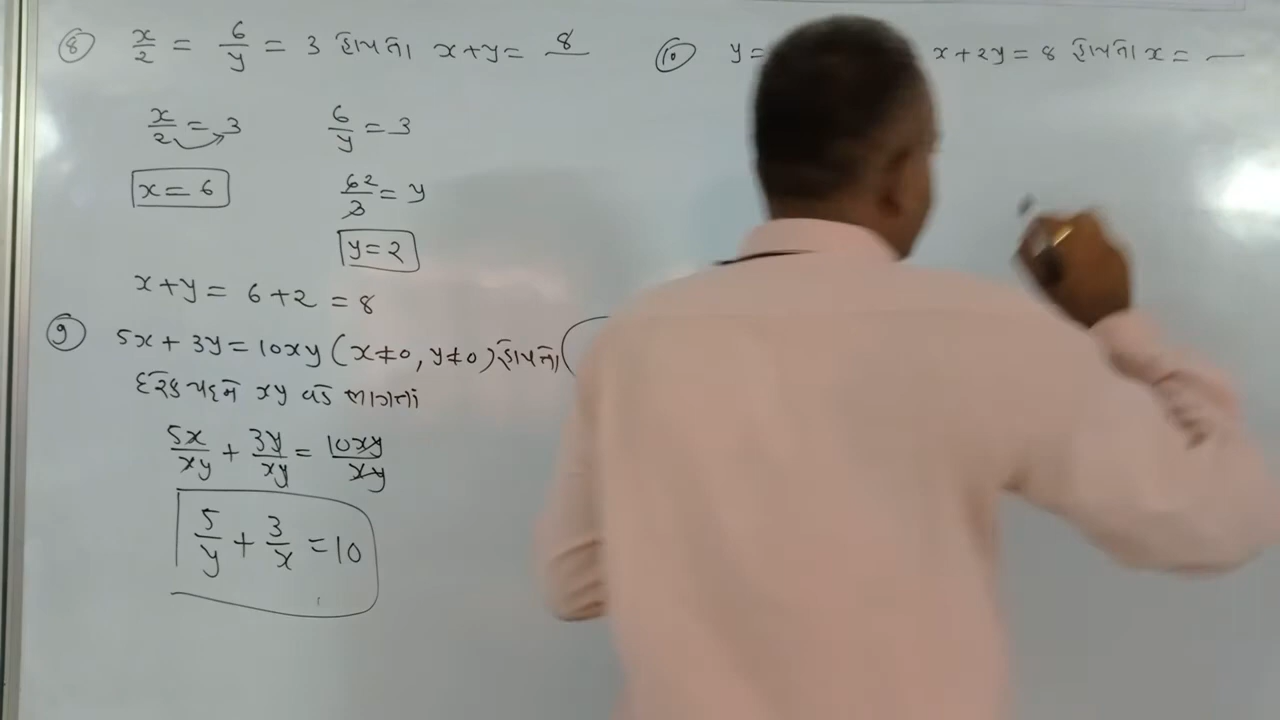 ⑧ x/2 = 6/y = 3 હોય તો x+y = 8
x/2 = 3
6/y = 3
x = 6
6²/3 = y
y = 2
x+y = 6+2 = 8
⑨ 5x + 3y = 10xy (x≠0, y≠0) હોય તો (
દરેક પદને xy વડે ભાગતાં
5x/xy + 3y/xy = 10xy/xy
5/y + 3/x = 10
⑩ y= x+2y = 8 હોય તો x = __